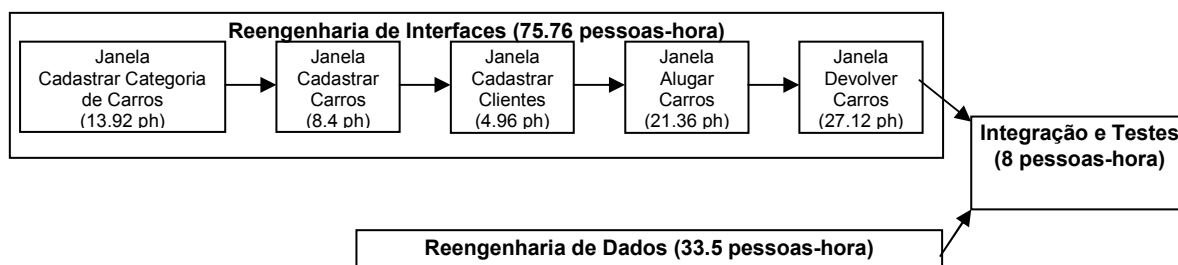 Reengenharia de Interfaces (75.76 pessoas-hora)
Janela
Cadastrar Categoria
de Carros
(13.92 ph)
Janela
Cadastrar
Carros
(8.4 ph)
Janela
Cadastrar
Clientes
(4.96 ph)
Janela
Alugar
Carros
(21.36 ph)
Janela
Devolver
Carros
(27.12 ph)
Integração e Testes
(8 pessoas-hora)
Reengenharia de Dados (33.5 pessoas-hora)